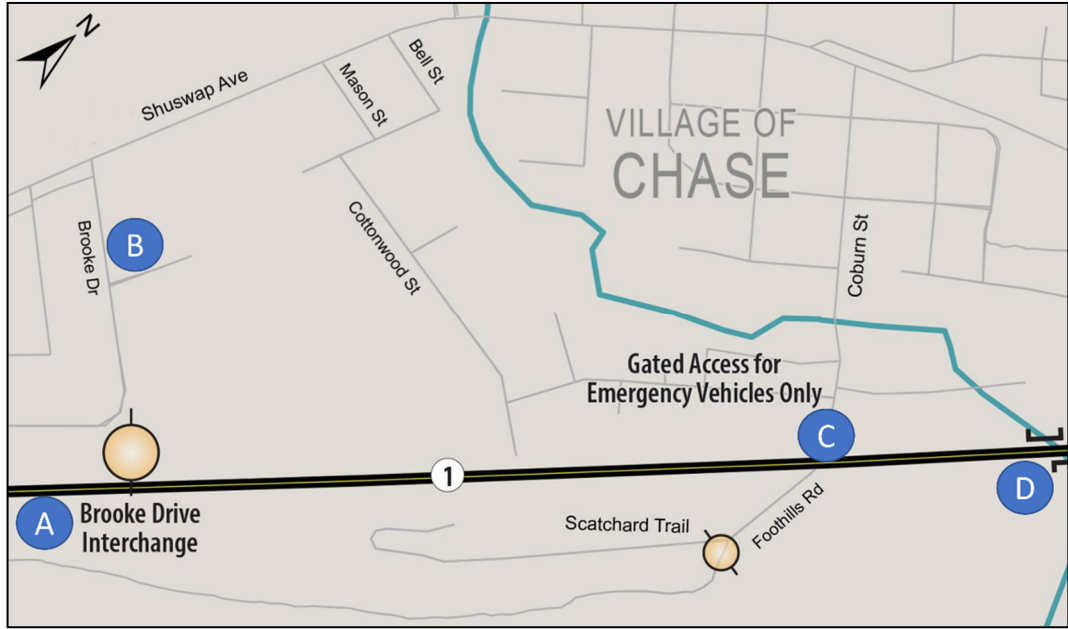 N
Shuswap Ave
Bell St
Mason St
VILLAGE OF
CHASE
Brooke Dr
B
Cottonwood St
Coburn St
Gated Access for
Emergency Vehicles Only
C
1
D
A
Brooke Drive
Interchange
Scatchard Trail
Foothills Rd